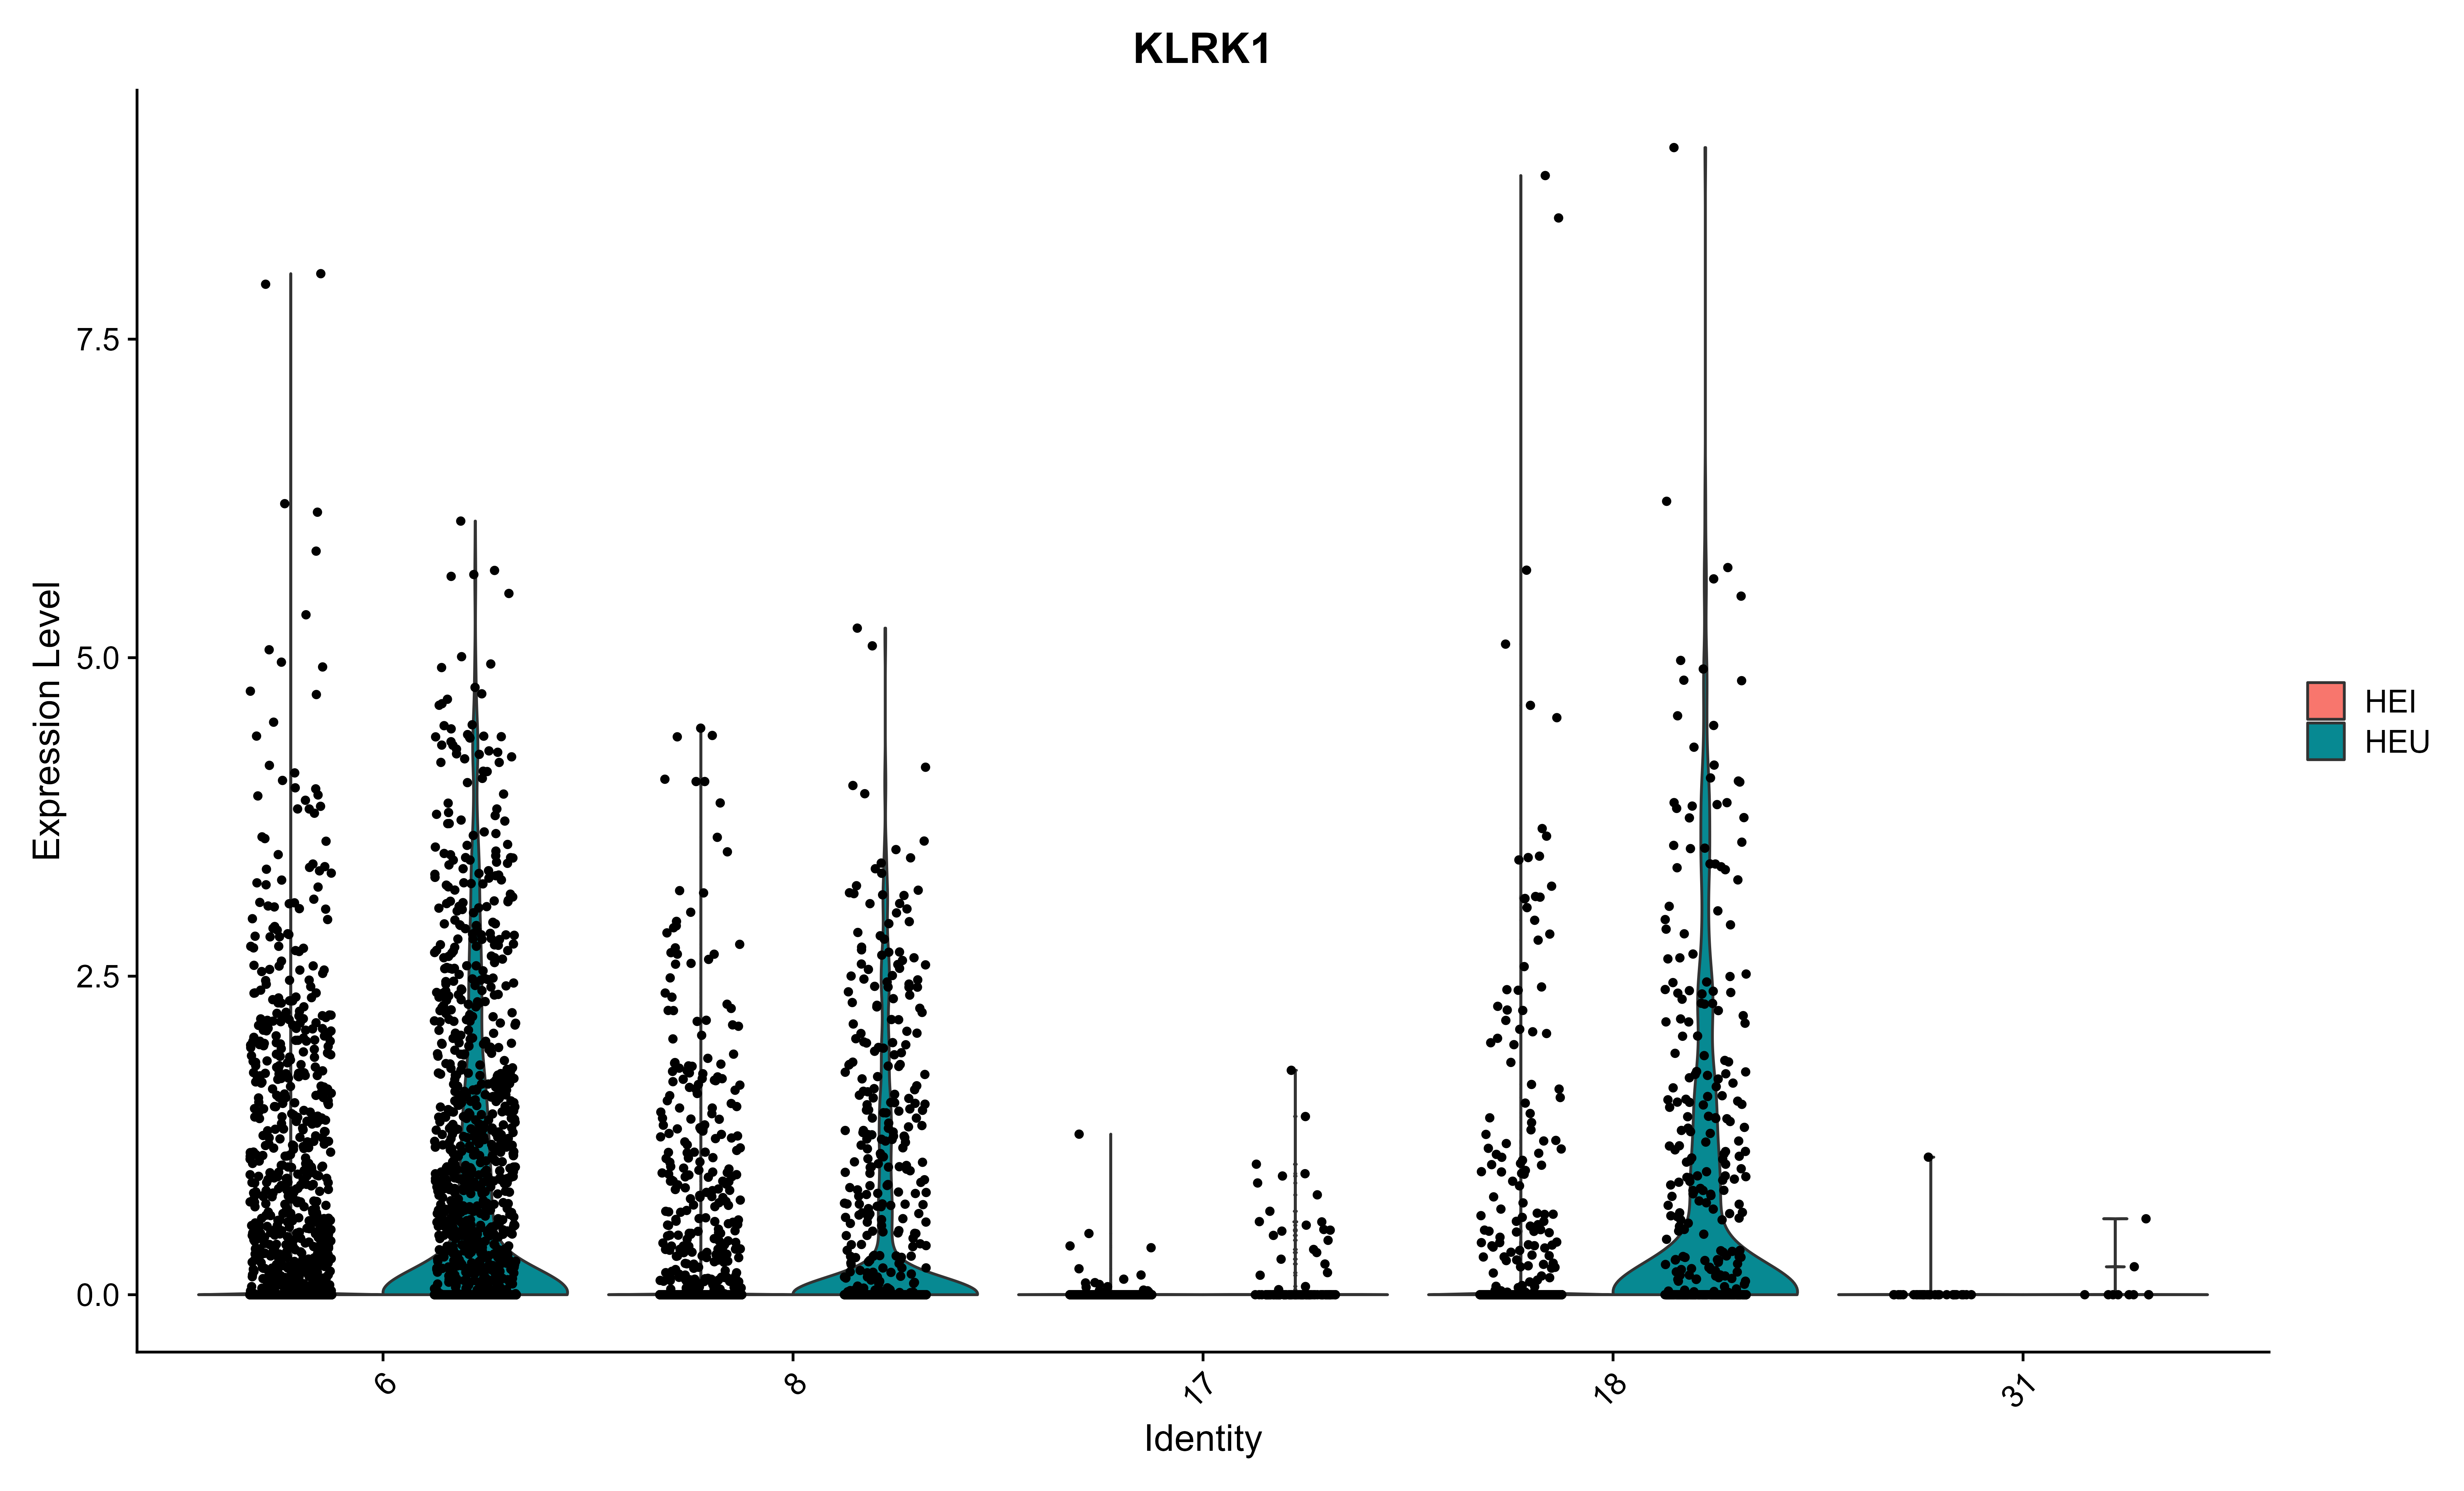 KLRK1
Expression Level
7.5
5.0
2.5
0.0
6
8
17
18
31
Identity
HEI
HEU